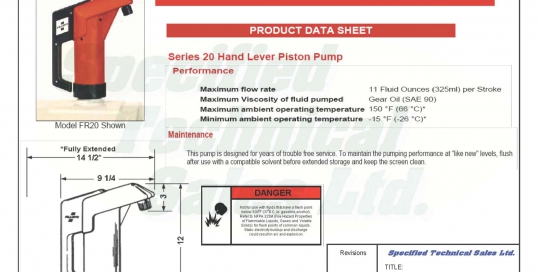 PRODUCT DATA SHEET
Series 20 Hand Lever Piston Pump
Performance
Maximum flow rate 11 Fluid Ounces (325ml) per Stroke
Maximum Viscosity of fluid pumped Gear Oil (SAE 90)
Maximum ambient operating temperature 150 °F (66 °C)*
Minimum ambient operating temperature -15 °F (-26 °C)*
Model FR20 Shown
Maintenance
This pump is designed for years of trouble free service. To maintain the pumping performance at "like new" levels, flush
after use with a compatible solvent before extended storage and keep the screen clean.
*Fully Extended
14 1/2"
9 1/4
3
12
DANGER
Revisions
Specified Technical Sales Ltd.
TITLE:
Specified
Technical
Sales Ltd.